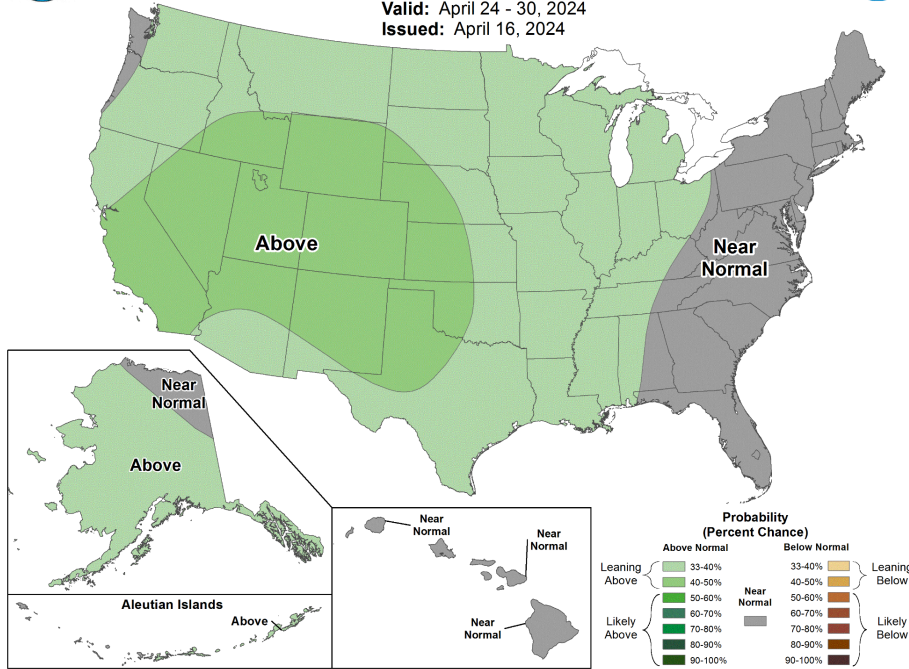 Valid: April 24 - 30, 2024
Issued: April 16, 2024
Above
Near
Normal
Near
Normal
Above
Aleutian Islands
Above
Near
Normal
Near
Normal
Near
Normal
Probability
(Percent Chance)
Above Normal Below Normal
Leaning
Above
33-40%
40-50%
Likely
Above
50-60%
60-70%
70-80%
80-90%
90-100%
Near
Normal
33-40%
40-50%
Leaning
Below
50-60%
60-70%
70-80%
80-90%
90-100%
Likely
Below